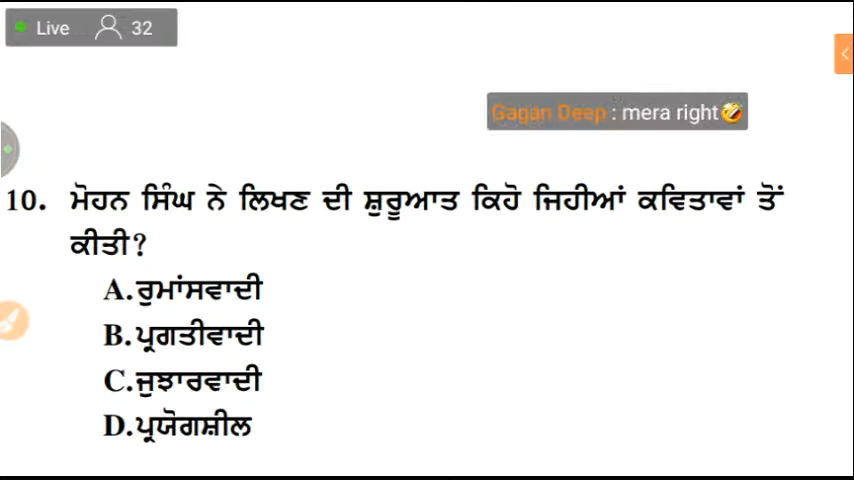 Live 32
Gagan Deep : mera right🤣
10. ਮੋਹਨ ਸਿੰਘ ਨੇ ਲਿਖਣ ਦੀ ਸ਼ੁਰੂਆਤ ਕਿਹੋ ਜਿਹੀਆਂ ਕਵਿਤਾਵਾਂ ਤੋਂ
ਕੀਤੀ?
A.ਰੁਮਾਂਸਵਾਦੀ
B.ਪ੍ਰਗਤੀਵਾਦੀ
C.ਜੁਝਾਰਵਾਦੀ
D.ਪ੍ਰਯੋਗਸ਼ੀਲ